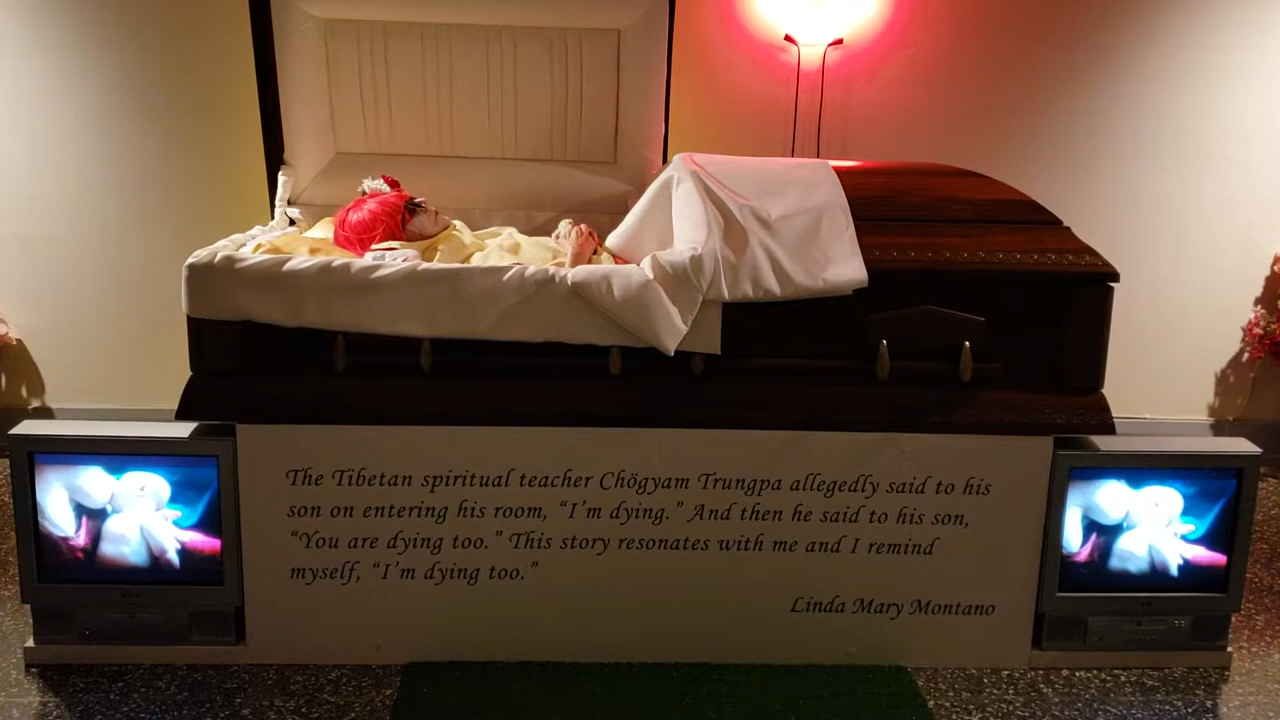 The Tibetan spiritual teacher Chögyam Trungpa allegedly said to his
son on entering his room, “I’m dying.” And then he said to his son,
“You are dying too.” This story resonates with me and I remind
myself, “I’m dying too.”
Linda Mary Montano